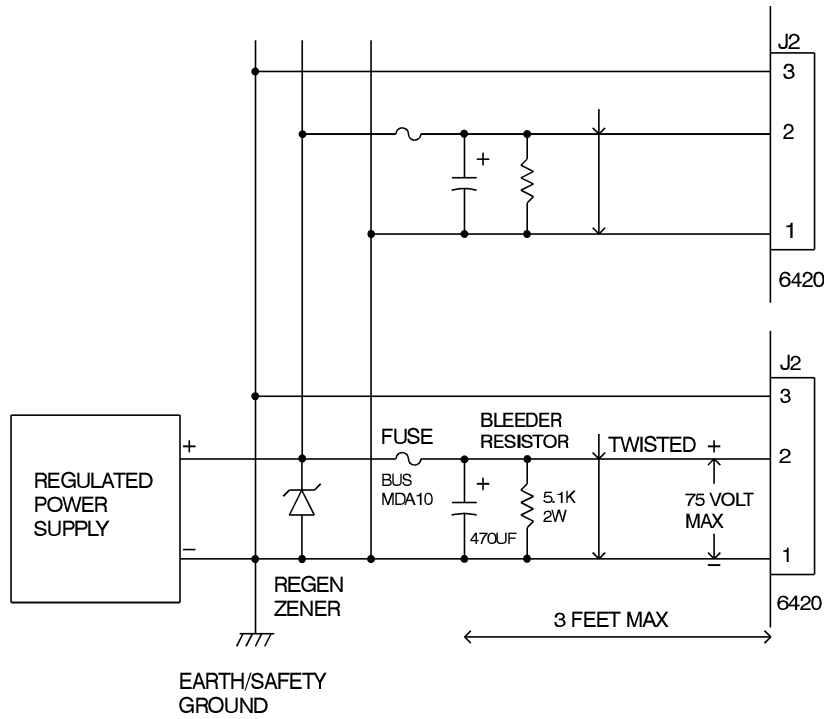 J2
3
+
2
1
6420
J2
3
REGULATED
POWER
SUPPLY
+
−
FUSE
BUS
MDA10
BLEEDER
RESISTOR
TWISTED
+
2
+
470UF
5.1K
2W
75 VOLT
MAX
−
1
REGEN
ZENER
6420
3 FEET MAX
EARTH/SAFETY
GROUND